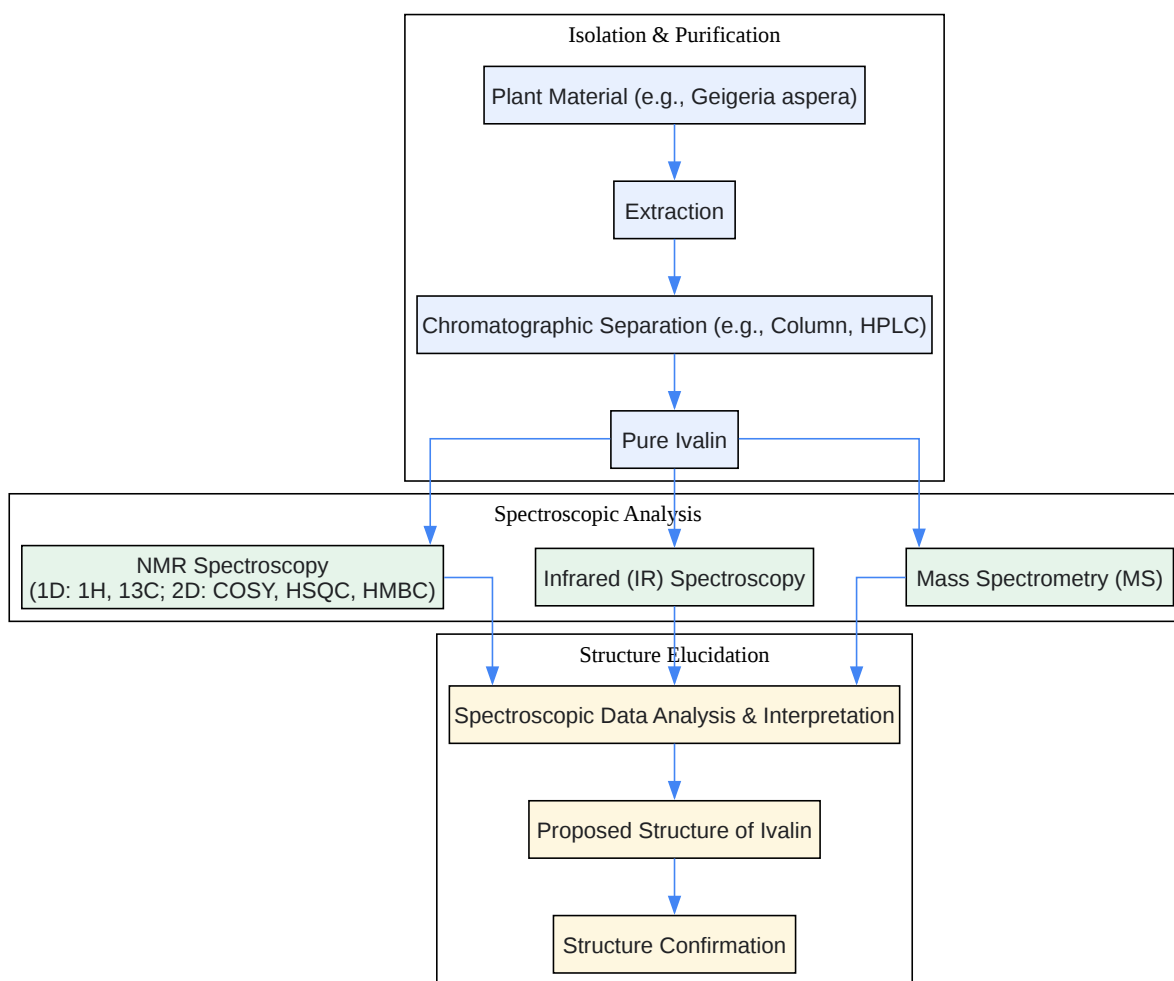 Isolation & Purification
Plant Material (e.g., Geigeria aspera)
Extraction
Chromatographic Separation (e.g., Column, HPLC)
Pure Ivalin
Spectroscopic Analysis
NMR Spectroscopy
(1D: 1H, 13C; 2D: COSY, HSQC, HMBC)
Infrared (IR) Spectroscopy
Mass Spectrometry (MS)
Structure Elucidation
Spectroscopic Data Analysis & Interpretation
Proposed Structure of Ivalin
Structure Confirmation